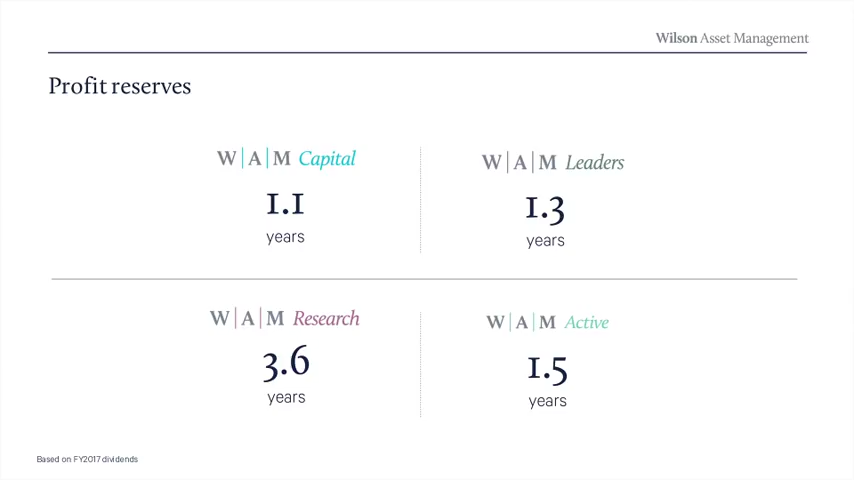 Wilson Asset Management
Profit reserves
W|A|M Capital
1.1
years
W|A|M Leaders
1.3
years
W|A|M Research
3.6
years
W|A|M Active
1.5
years
Based on FY2017 dividends